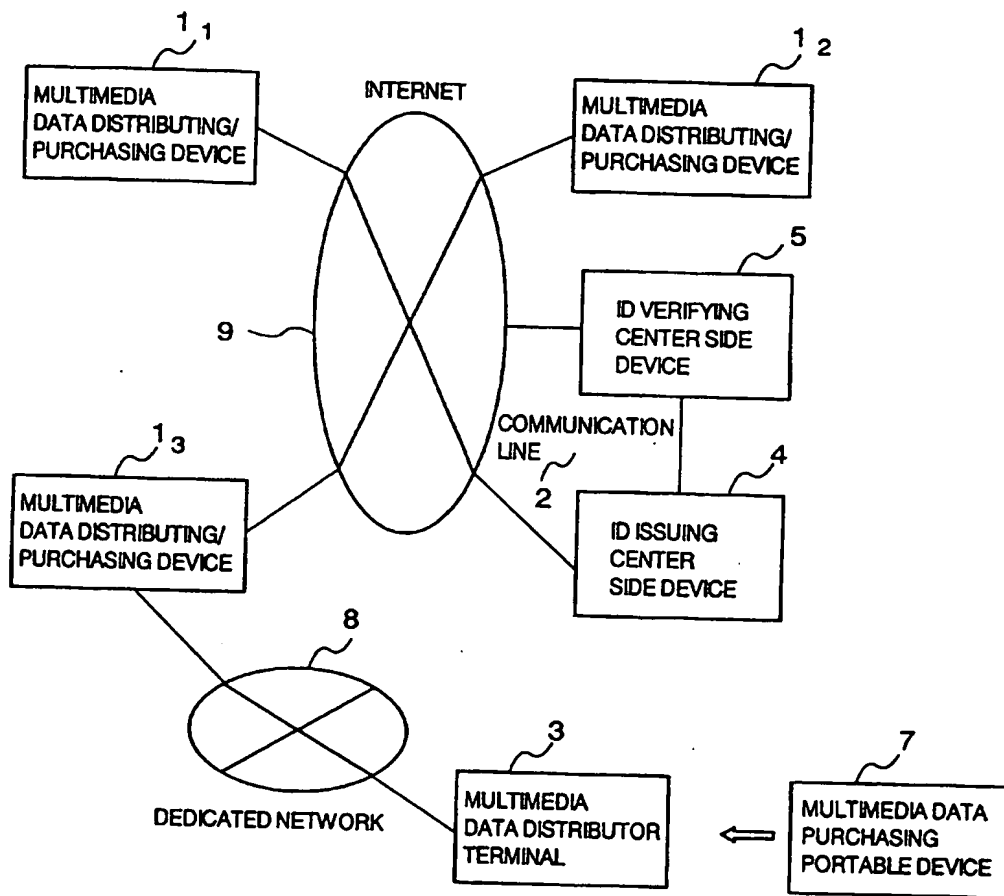 1 1
MULTIMEDIA
DATA DISTRIBUTING/
PURCHASING DEVICE
INTERNET
1 2
MULTIMEDIA
DATA DISTRIBUTING/
PURCHASING DEVICE
5
ID VERIFYING
CENTER SIDE
DEVICE
9
COMMUNICATION
LINE
2
4
ID ISSUING
CENTER
SIDE DEVICE
1 3
MULTIMEDIA
DATA DISTRIBUTING/
PURCHASING DEVICE
8
DEDICATED NETWORK
3
MULTIMEDIA
DATA DISTRIBUTOR
TERMINAL
7
MULTIMEDIA DATA
PURCHASING
PORTABLE DEVICE